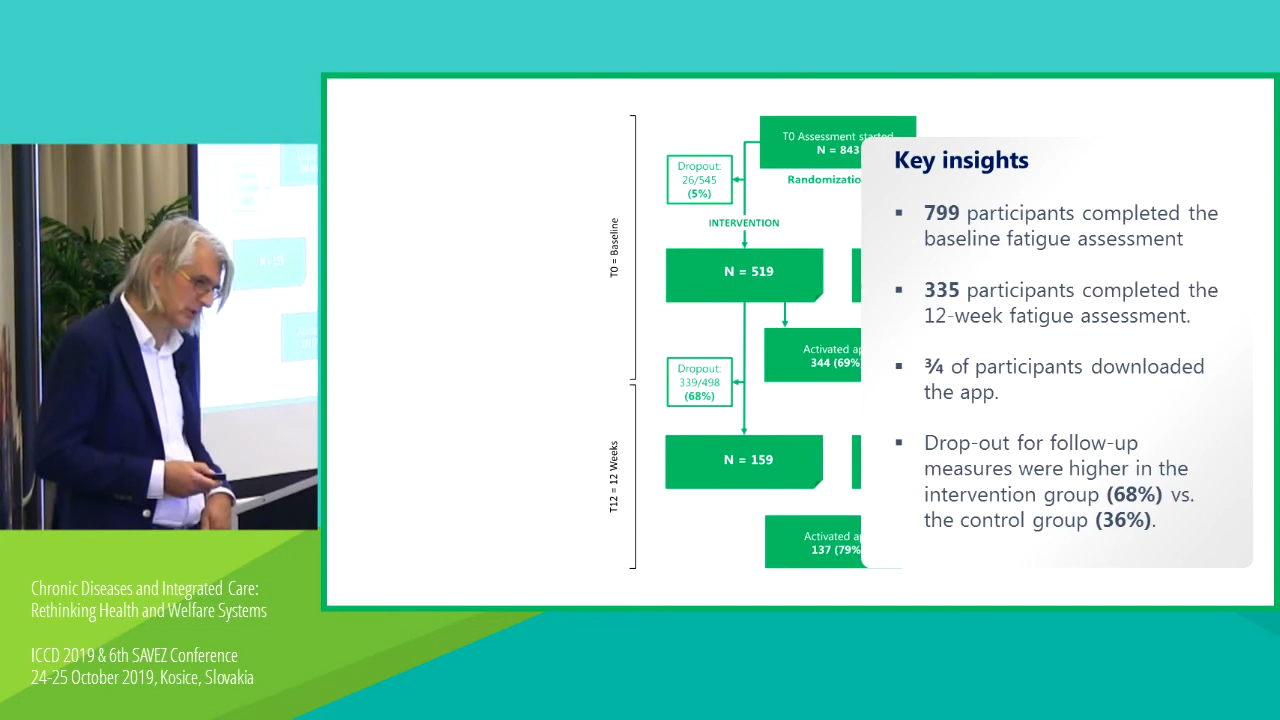 T0 Assessment started
N = 843
Dropout:
26/545
(5%)
INTERVENTION
T0 = Baseline
N = 519
344 (69%
Dropout:
339/498
(68%)
T12 = 12 Weeks
N = 159
137 (79%
Activated
Activated
Key insights
▪ 799 participants completed the
baseline fatigue assessment
▪ 335 participants completed the
12-week fatigue assessment.
▪ ¾ of participants downloaded
the app.
▪ Drop-out for follow-up
measures were higher in the
intervention group (68%) vs.
the control group (36%).
Chronic Diseases and Integrated Care:
Rethinking Health and Welfare Systems
ICCD 2019 & 6th SAVEZ Conference
24-25 October 2019, Kosice, Slovakia